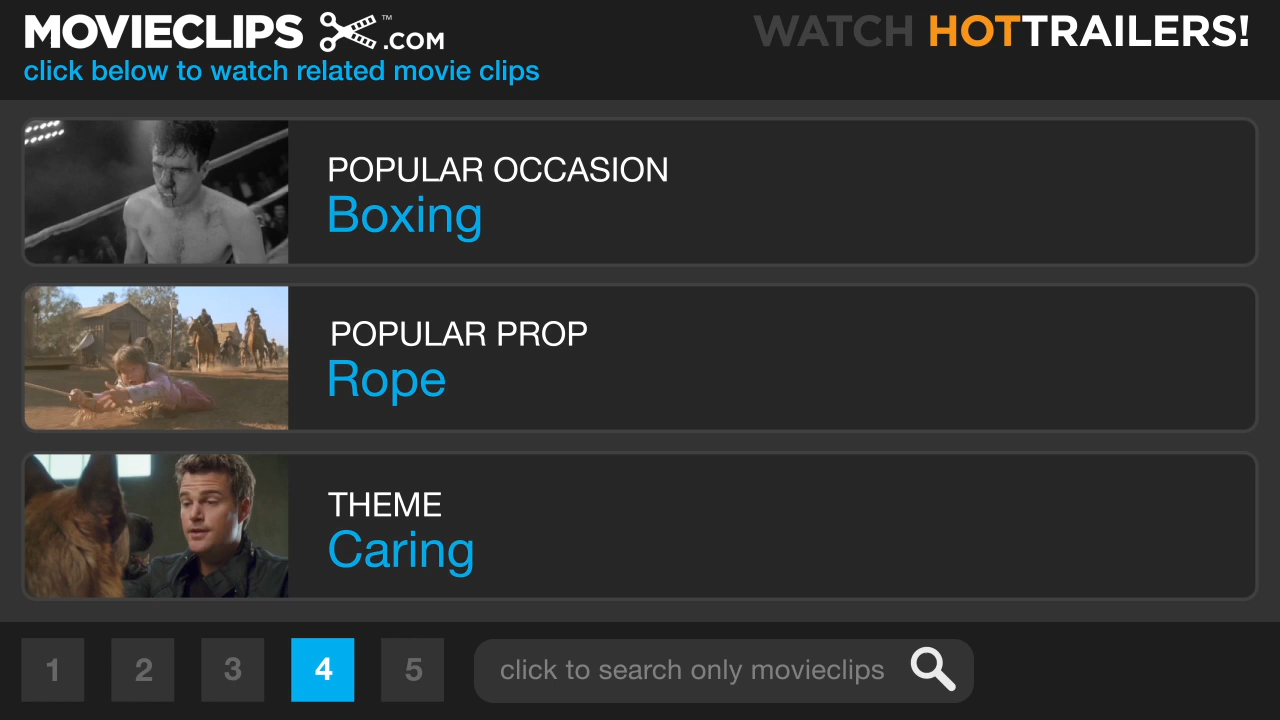 MOVIECLIPS ™ .COM
WATCH HOTTRAILERS!
click below to watch related movie clips
POPULAR OCCASION
Boxing
POPULAR PROP
Rope
THEME
Caring
1 2 3 4 5
click to search only movieclips